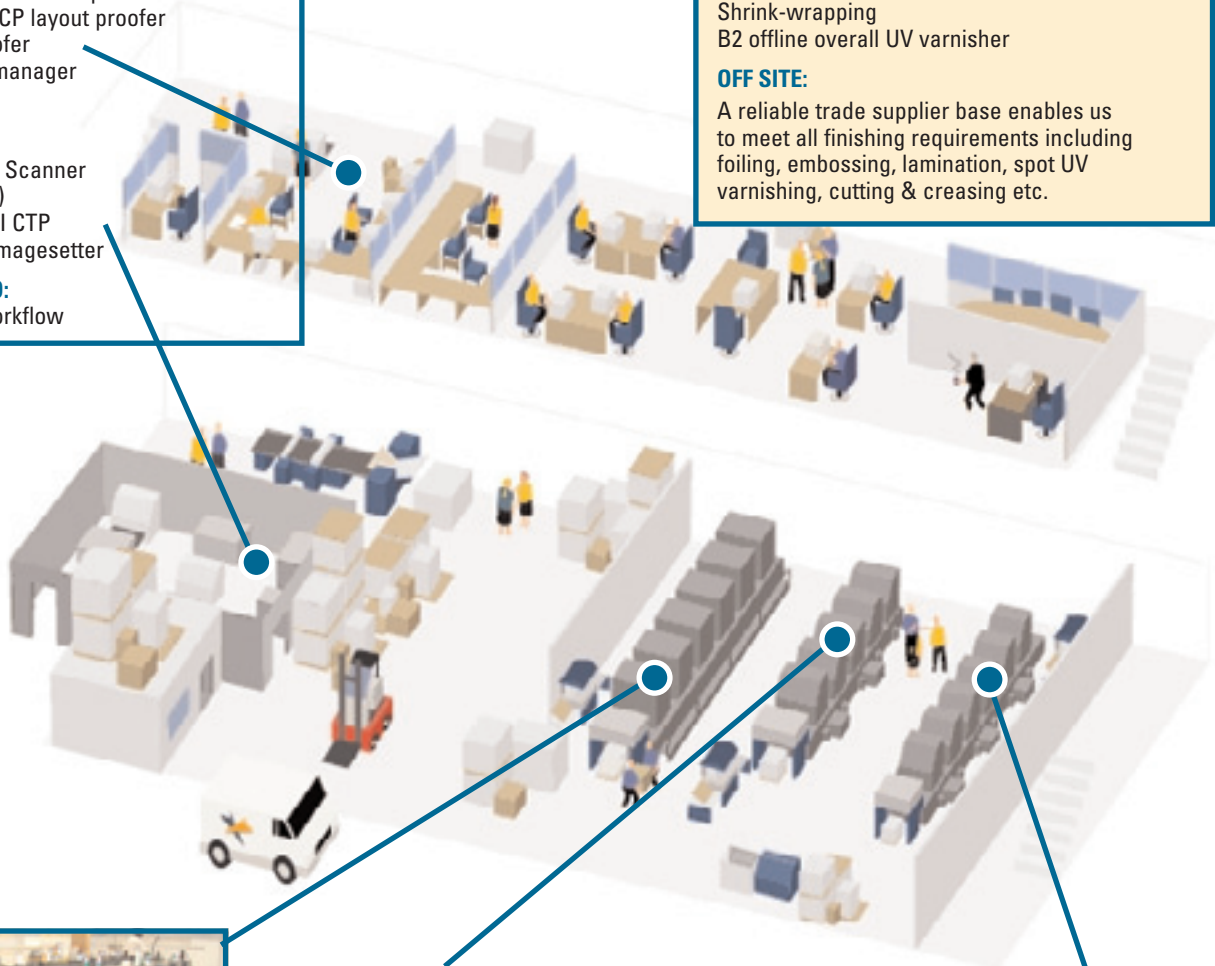 CP layout proofer
ofer
manager
Scanner
)
I CTP
magesetter
:
orkflow
Shrink-wrapping
B2 offline overall UV varnisher
OFF SITE:
A reliable trade supplier base enables us
to meet all finishing requirements including
foiling, embossing, lamination, spot UV
varnishing, cutting & creasing etc.